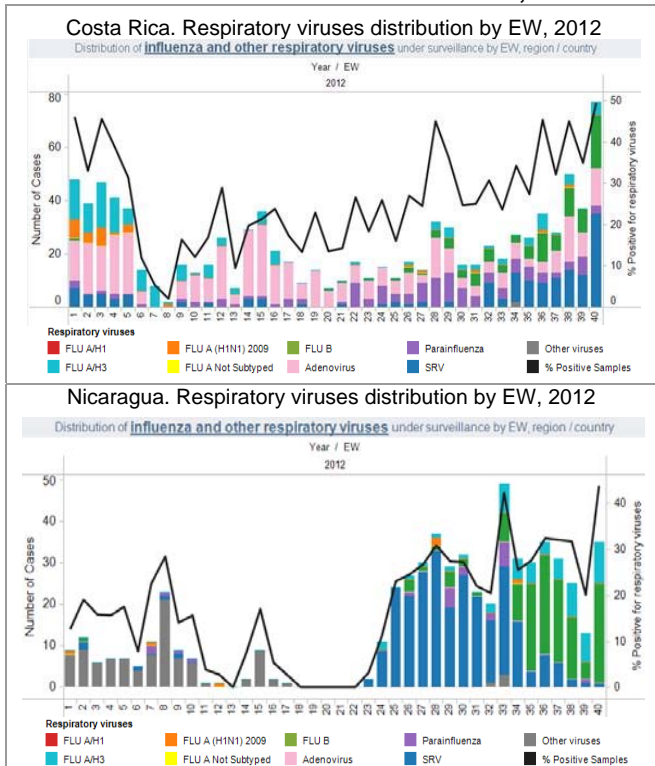 Costa Rica. Respiratory viruses distribution by EW, 2012
Distribution of influenza and other respiratory viruses under surveillance by EW, region / country
Year / EW
2012
80
60
40
20
0
Number of Cases
50
40
30
20
10
0
% Positive for respiratory viruses
1 2 3 4 5 6 7 8 9 10 11 12 13 14 15 16 17 18 19 20 21 22 23 24 25 26 27 28 29 30 31 32 33 34 35 36 37 38 39 40
Respiratory viruses
FLU A/H1 FLU A (H1N1) 2009 FLU B Parainfluenza Other viruses
FLU A/H3 FLU A Not Subtyped Adenovirus SRV % Positive Samples
Nicaragua. Respiratory viruses distribution by EW, 2012
Distribution of influenza and other respiratory viruses under surveillance by EW, region / country
Year / EW
2012
50
40
30
20
10
0
Number of Cases
40
30
20
10
0
% Positive for respiratory viruses
1 2 3 4 5 6 7 8 9 10 11 12 13 14 15 16 17 18 19 20 21 22 23 24 25 26 27 28 29 30 31 32 33 34 35 36 37 38 39 40
Respiratory viruses
FLU A/H1 FLU A (H1N1) 2009 FLU B Parainfluenza Other viruses
FLU A/H3 FLU A Not Subtyped Adenovirus SRV % Positive Samples